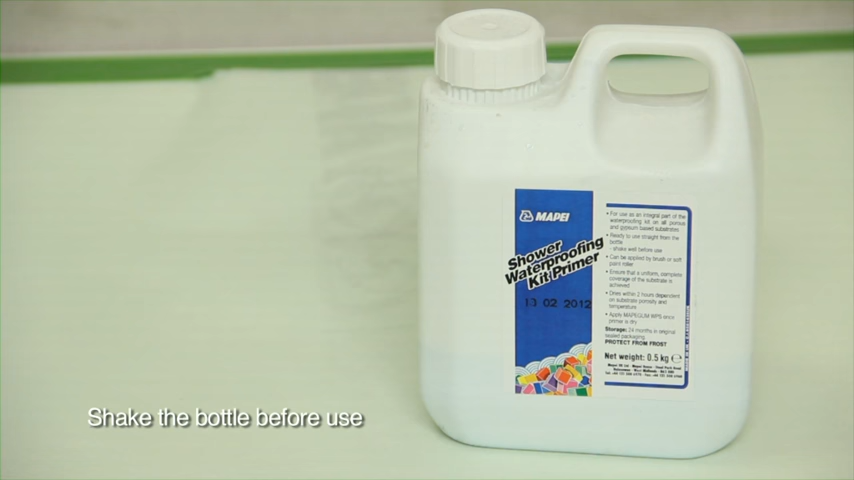 MAPEI
Shower
Waterproofing
Kit Primer
13 02 2012
• For use as an integral part of the
waterproofing kit on all porous
and gypsum based substrates
• Ready to use straight from the
bottle
- shake well before use
• Can be applied by brush or soft
paint roller
• Ensure that a uniform, complete
coverage of the substrate is
achieved
• Dries within 2 hours dependent
on substrate porosity and
temperature
• Apply MAPEGUM WPS once
primer is dry
Storage: 24 months in original
sealed packaging
PROTECT FROM FROST
Net weight: 0.5 kg ℮
Shake the bottle before use